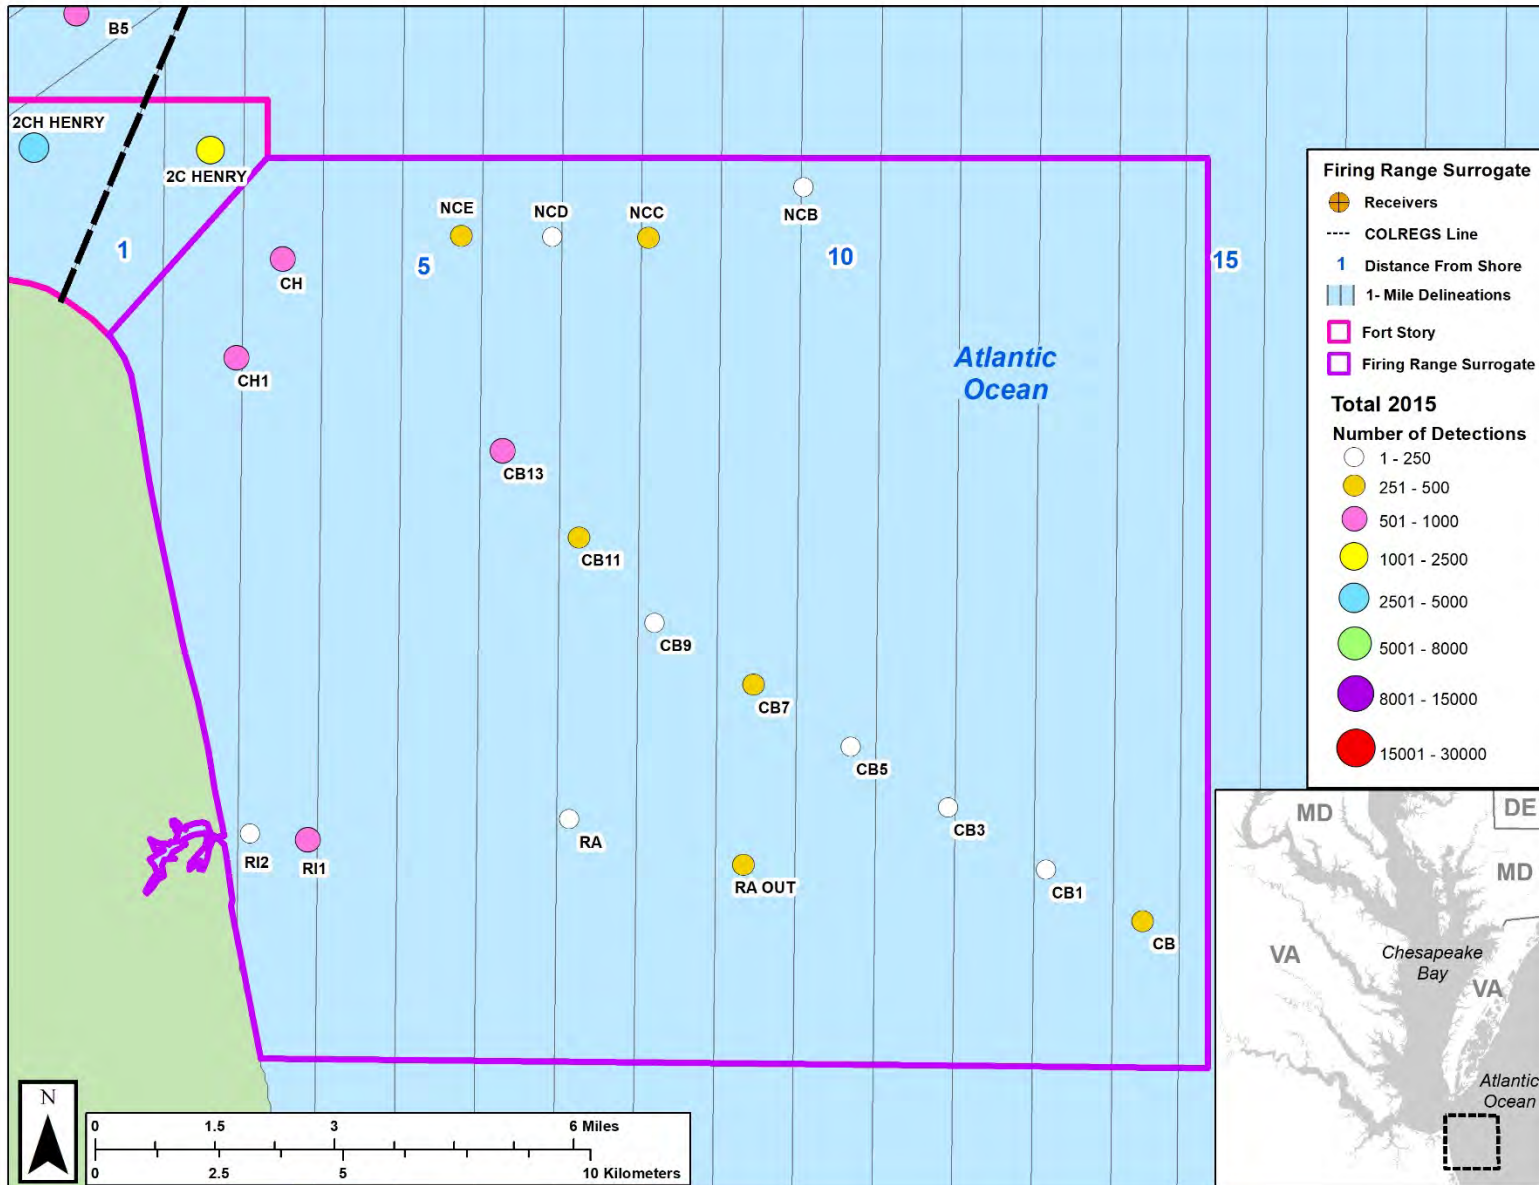 B5
2CH HENRY
2C HENRY
1
NCE
NCD
NCC
NCB
5
10
15
CH
CH1
Atlantic
Ocean
CB13
CB11
CB9
CB7
CB5
CB3
CB1
CB
RI2
RI1
RA
RA OUT
N
0 1.5 3 6 Miles
0 2.5 5 10 Kilometers
Firing Range Surrogate
Receivers
COLREGS Line
1 Distance From Shore
1- Mile Delineations
Fort Story
Firing Range Surrogate
Total 2015
Number of Detections
1 - 250
251 - 500
501 - 1000
1001 - 2500
2501 - 5000
5001 - 8000
8001 - 15000
15001 - 30000
MD
DE
MD
VA
Chesapeake
Bay
VA
Atlantic
Ocean